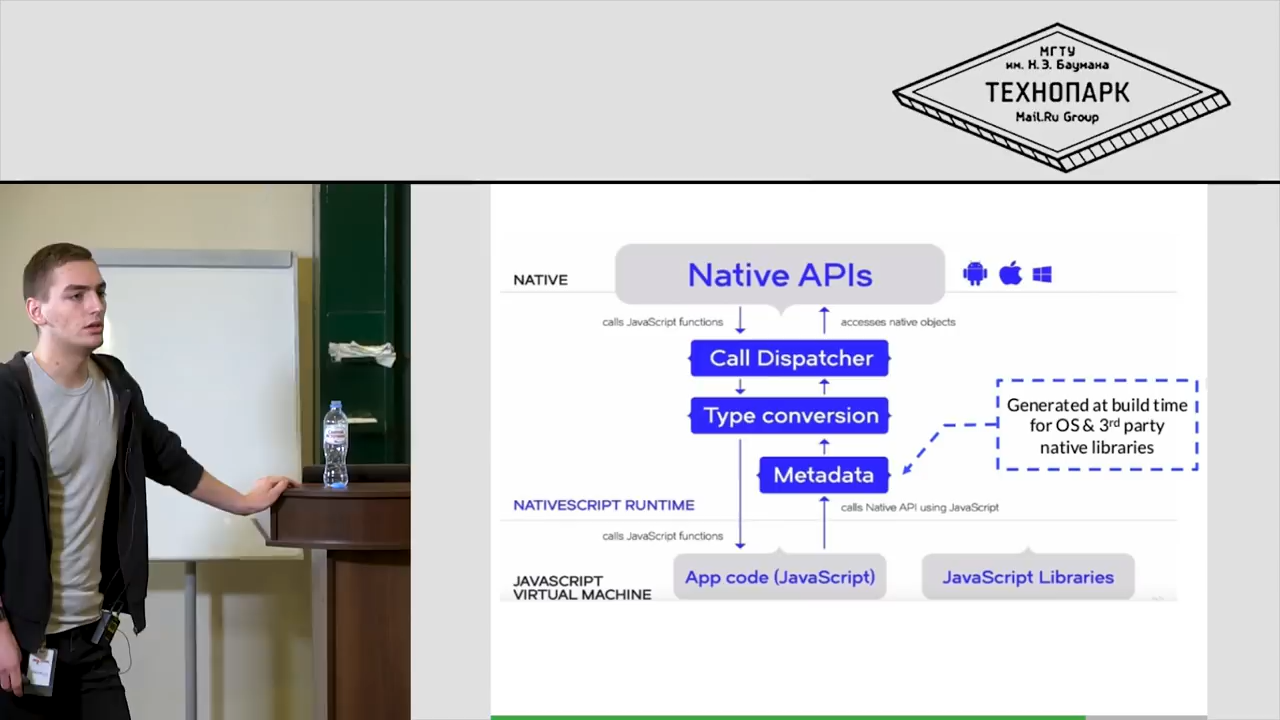 МГТУ
им. Н.Э. Баумана
ТЕХНОПАРК
Mail.Ru Group
NATIVE
Native APIs
calls JavaScript functions
accesses native objects
Call Dispatcher
Type conversion
Generated at build time
for OS & 3rd party
native libraries
Metadata
NATIVESCRIPT RUNTIME
calls Native API using JavaScript
calls JavaScript functions
JAVASCRIPT
VIRTUAL MACHINE
App code (JavaScript)
JavaScript Libraries